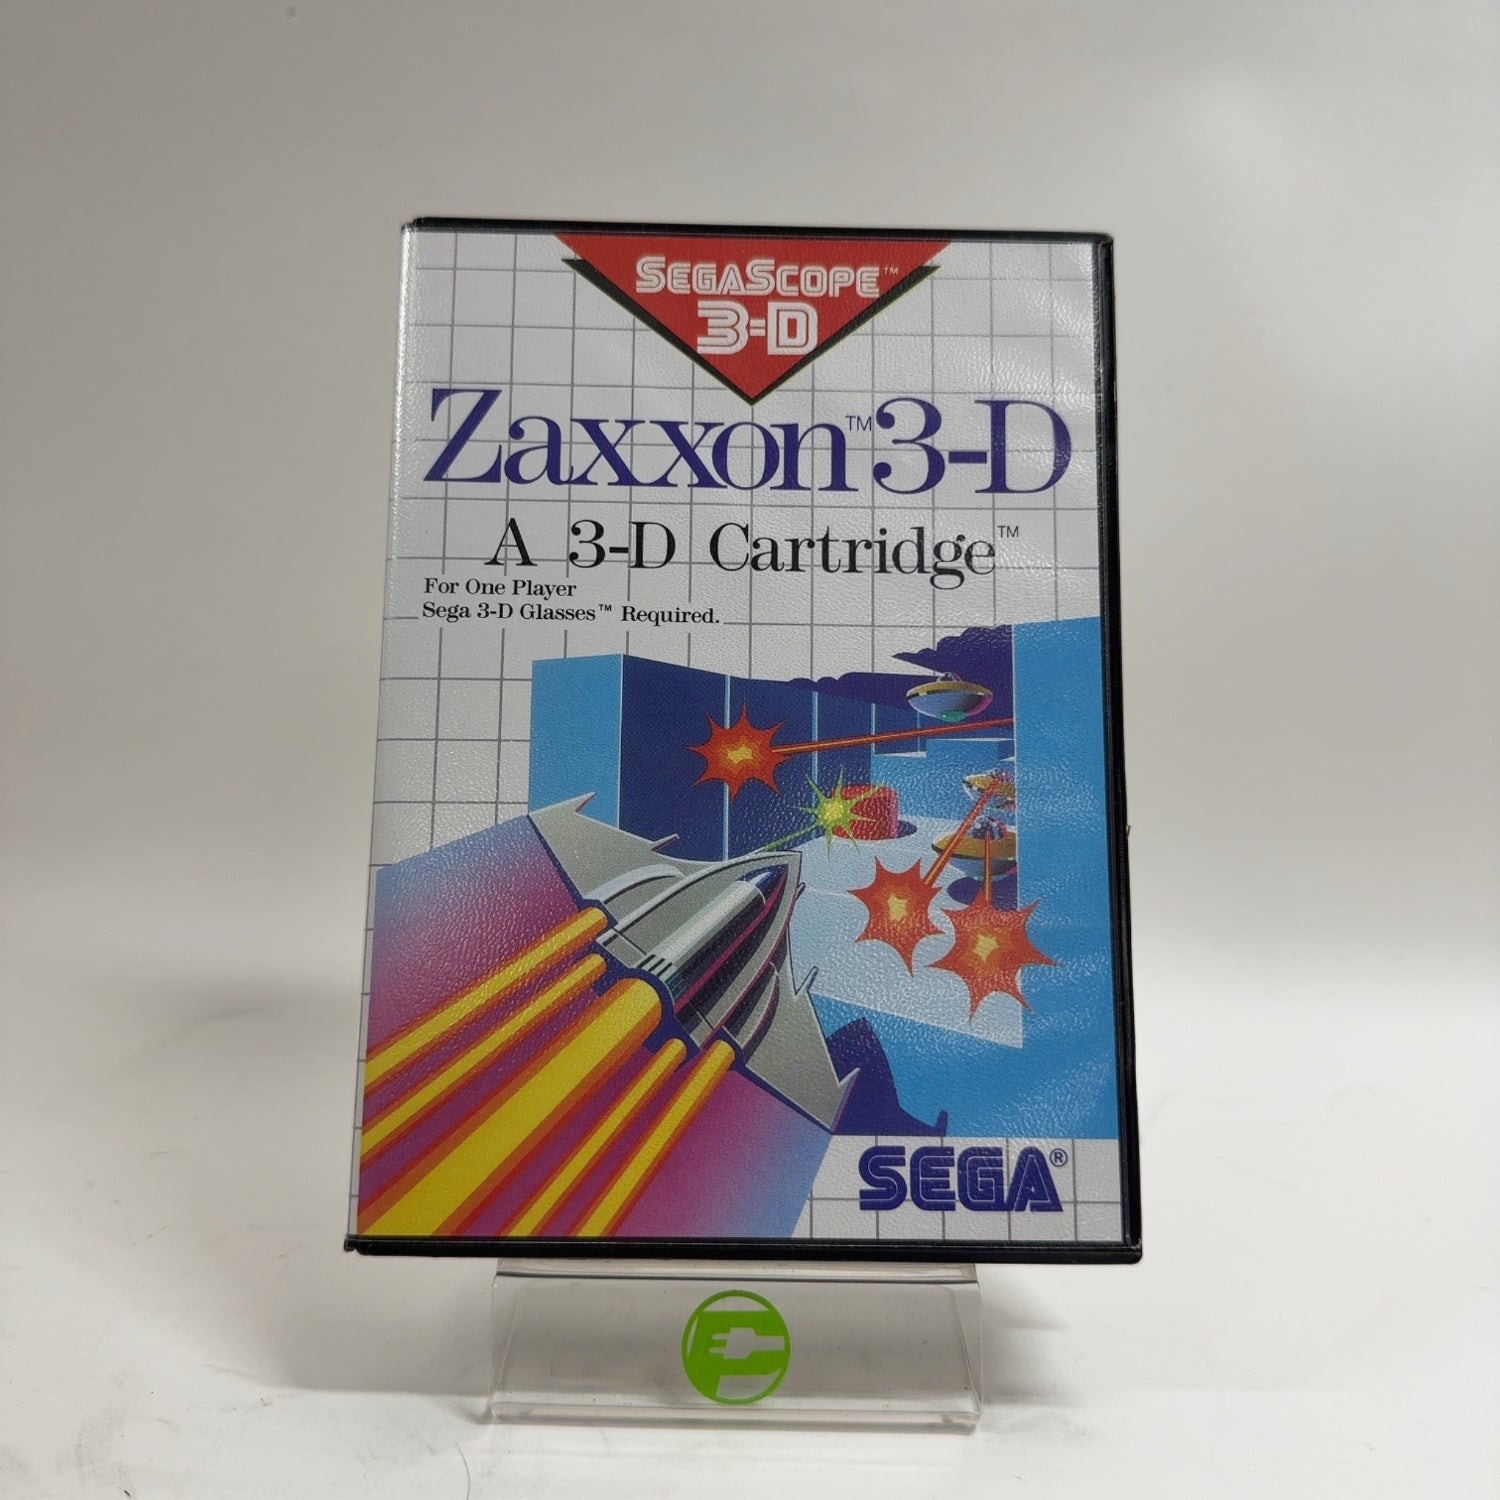 SEGASCOPE™
3-D
Zaxxon™ 3-D
A 3-D Cartridge™
For One Player
Sega 3-D Glasses™ Required.
SEGA®